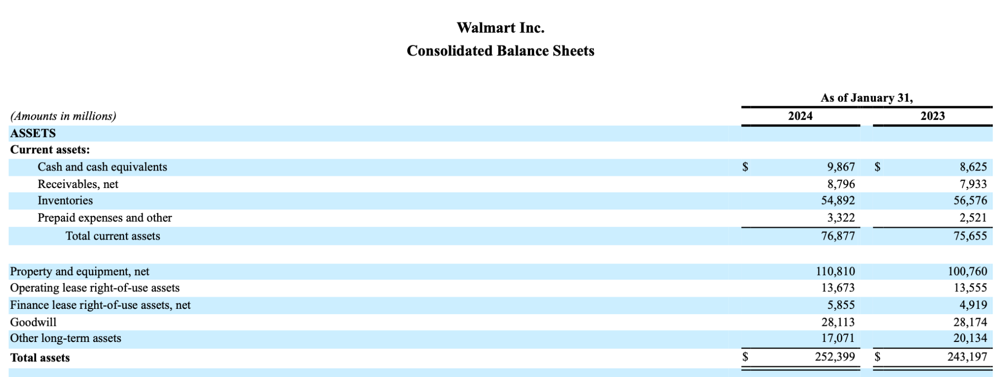 Walmart Inc.
Consolidated Balance Sheets
As of January 31,
(Amounts in millions) 2024 2023
ASSETS
Current assets:
Cash and cash equivalents $ 9,867 $ 8,625
Receivables, net 8,796 7,933
Inventories 54,892 56,576
Prepaid expenses and other 3,322 2,521
Total current assets 76,877 75,655
Property and equipment, net 110,810 100,760
Operating lease right-of-use assets 13,673 13,555
Finance lease right-of-use assets, net 5,855 4,919
Goodwill 28,113 28,174
Other long-term assets 17,071 20,134
Total assets $ 252,399 $ 243,197